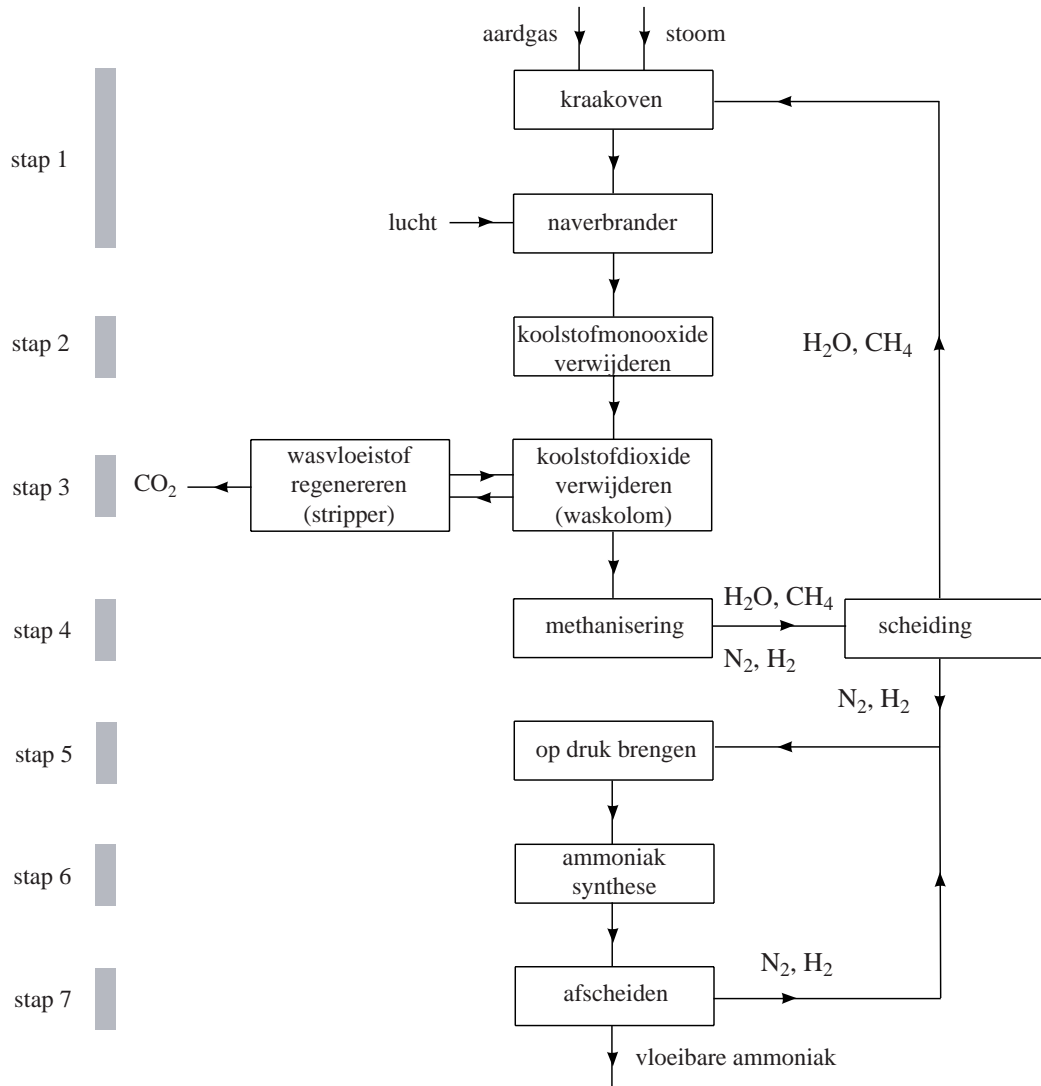 aardgas
stoom
kraakoven
stap 1
lucht
naverbrander
stap 2
koolstofmonooxide
verwijderen
H₂O, CH₄
stap 3
CO₂
wasvloeistof
regenereren
(stripper)
koolstofdioxide
verwijderen
(waskolom)
stap 4
methanisering
H₂O, CH₄
N₂, H₂
scheiding
N₂, H₂
stap 5
op druk brengen
stap 6
ammoniak
synthese
stap 7
afscheiden
N₂, H₂
vloeibare ammoniak